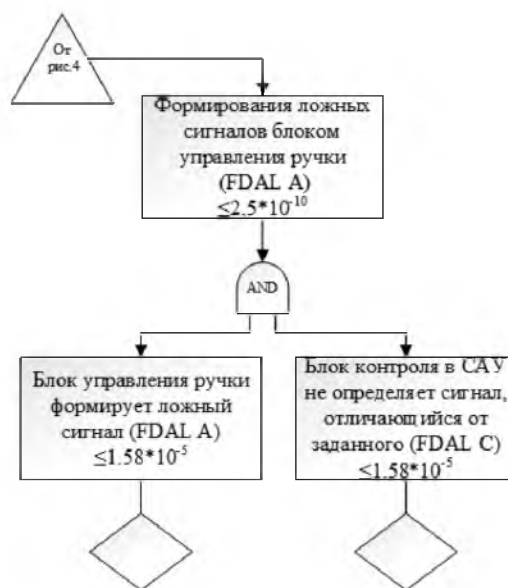 От
рис.4
Формирования ложных
сигналов блоком
управления ручки
(FDAL A)
≤2.5*10⁻¹⁰
AND
Блок управления ручки
формирует ложный
сигнал (FDAL A)
≤1.58*10⁻⁵
Блок контроля в САУ
не определяет сигнал,
отличающийся от
заданного (FDAL C)
≤1.58*10⁻⁵